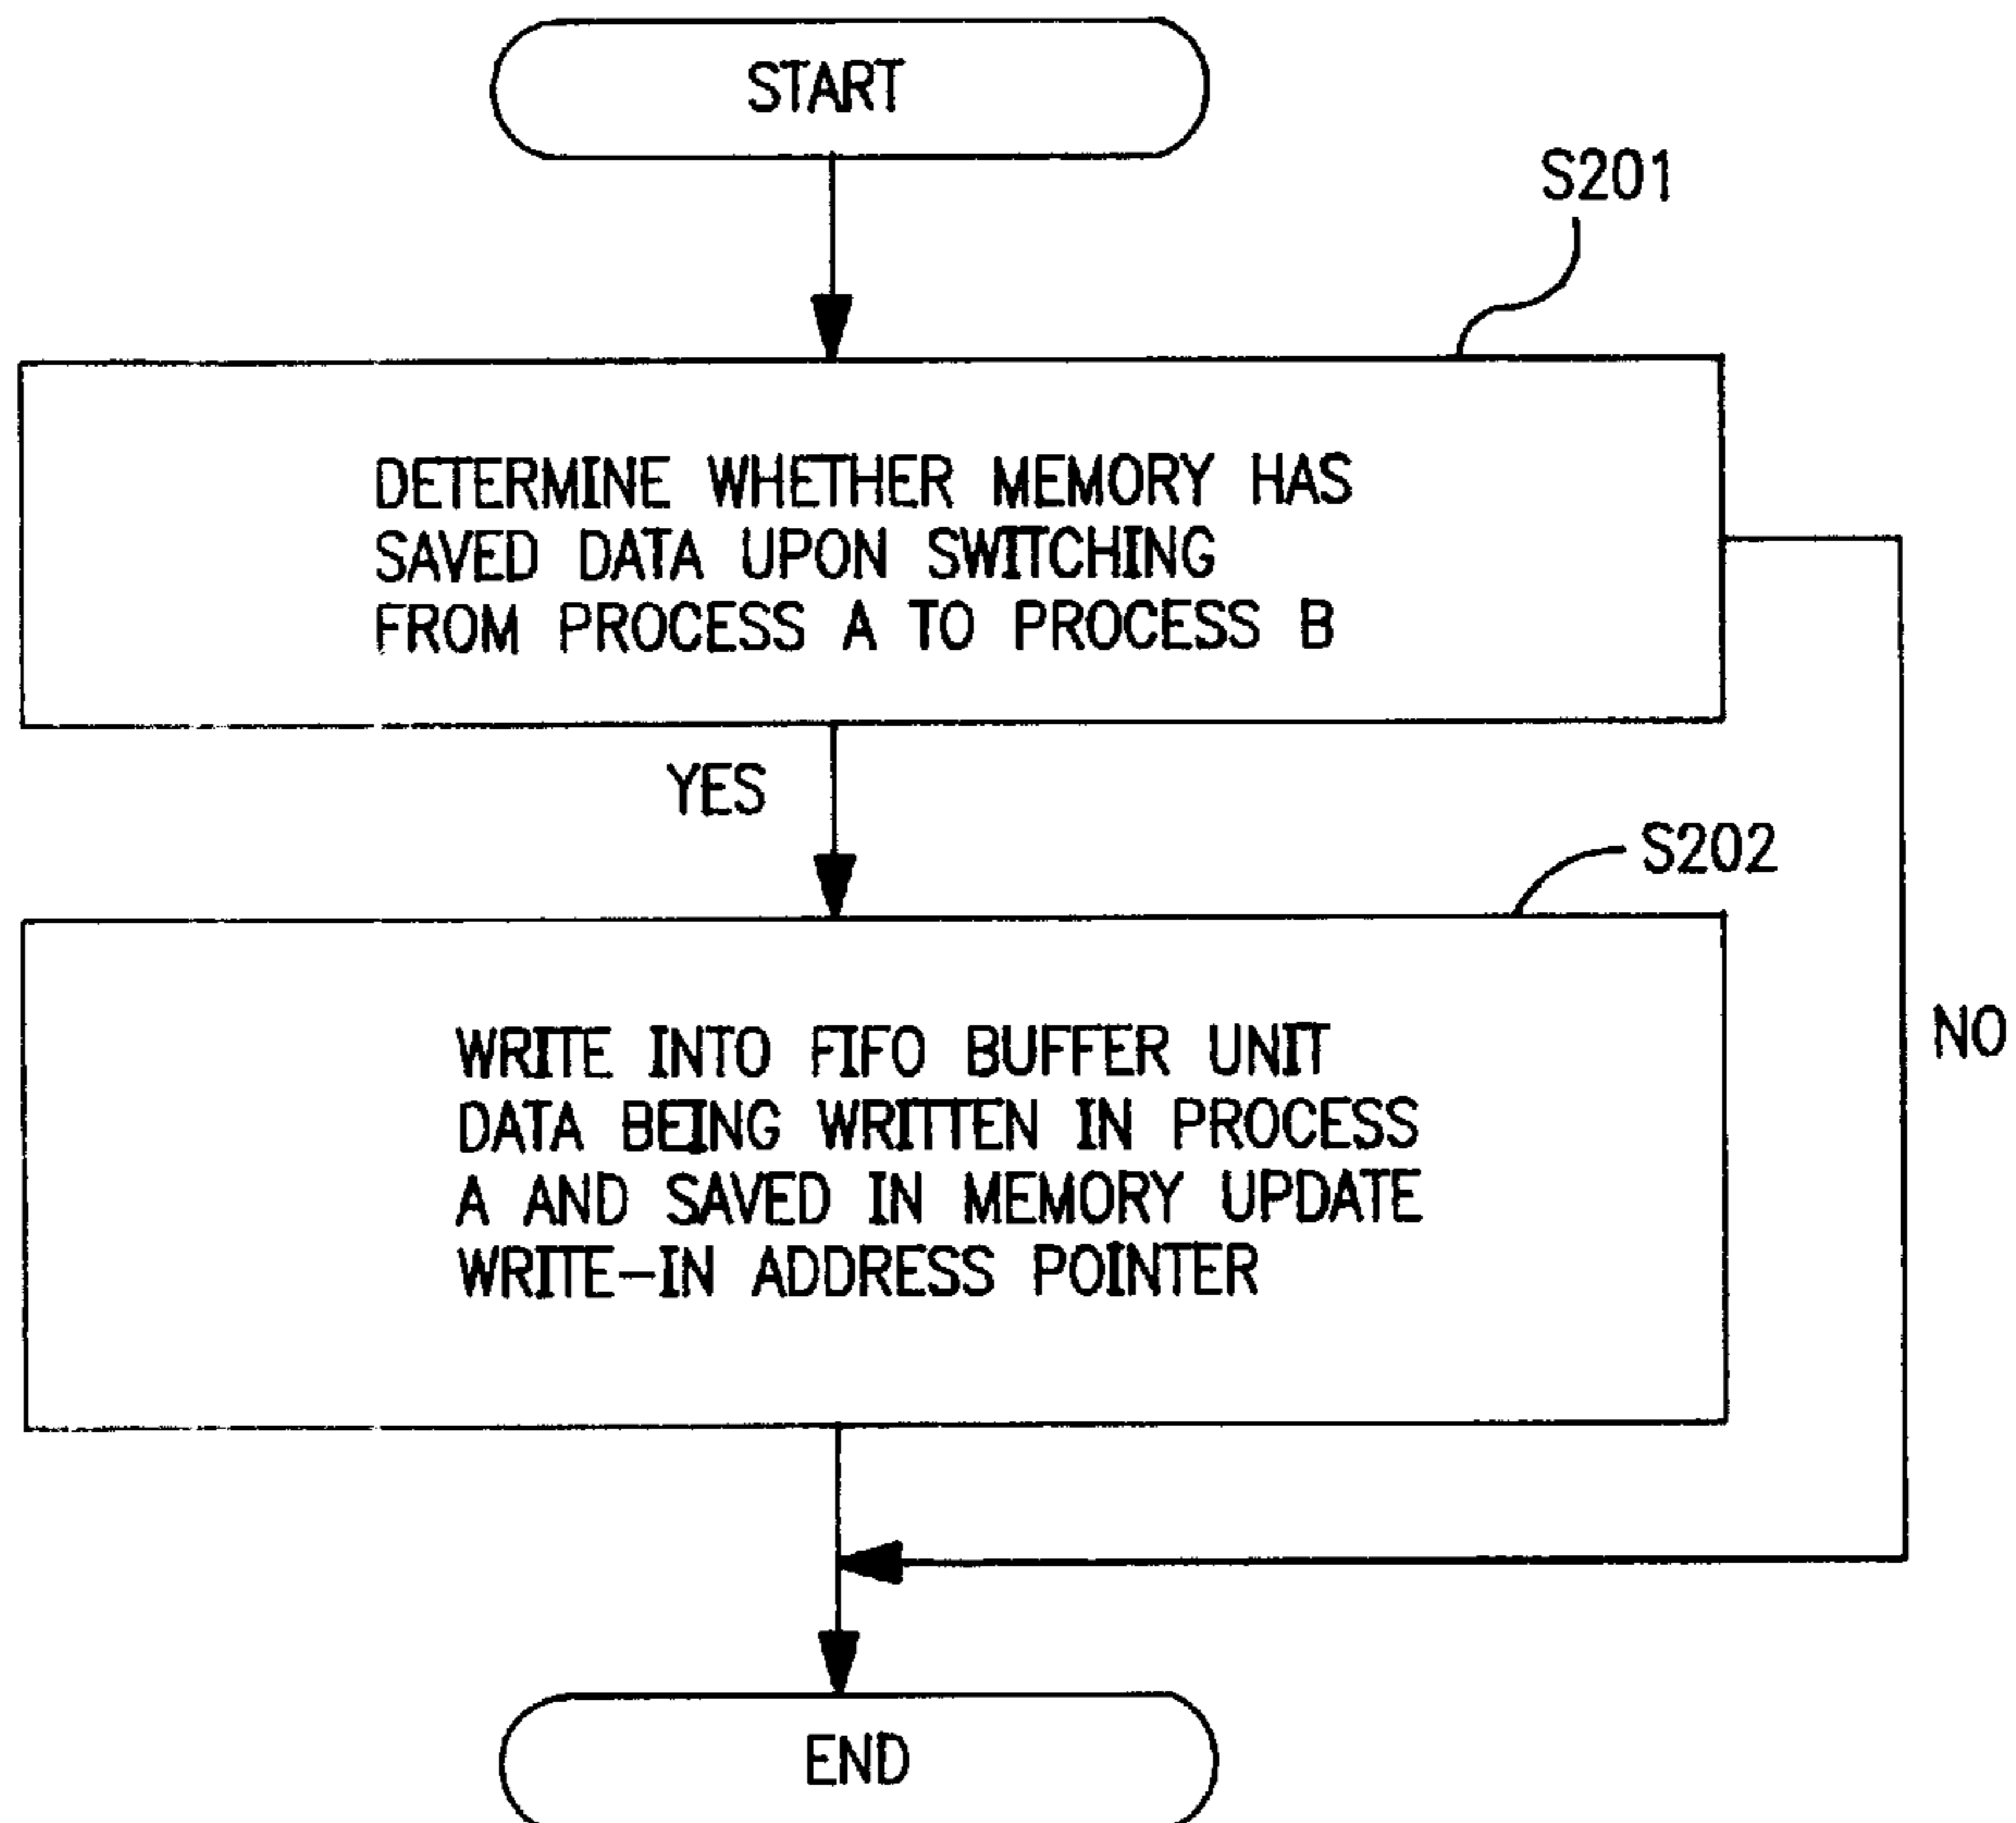 START
S201
DETERMINE WHETHER MEMORY HAS
SAVED DATA UPON SWITCHING
FROM PROCESS A TO PROCESS B
YES
S202
WRITE INTO FIFO BUFFER UNIT
DATA BEING WRITTEN IN PROCESS
A AND SAVED IN MEMORY UPDATE
WRITE-IN ADDRESS POINTER
NO
END